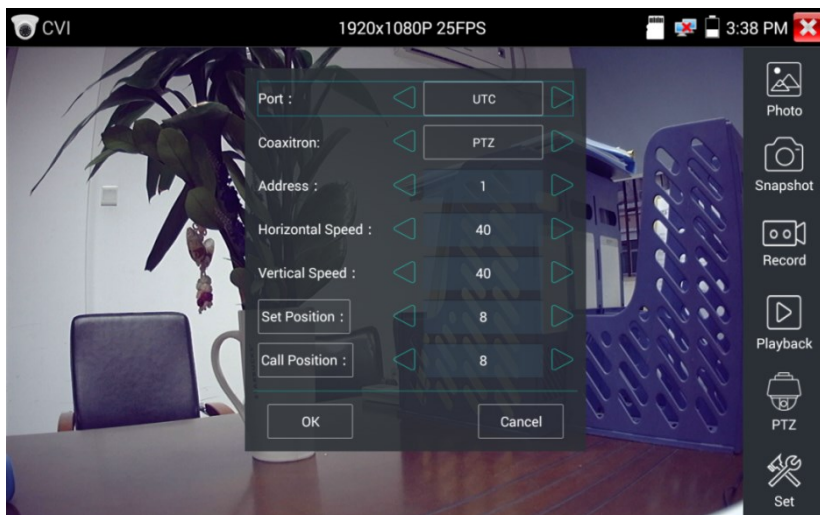 CVI
1920x1080P 25FPS
3:38 PM
Port :
UTC
Coaxitron:
PTZ
Address :
1
Horizontal Speed :
40
Vertical Speed :
40
Set Position :
8
Call Position :
8
OK
Cancel
Photo
Snapshot
Record
Playback
PTZ
Set